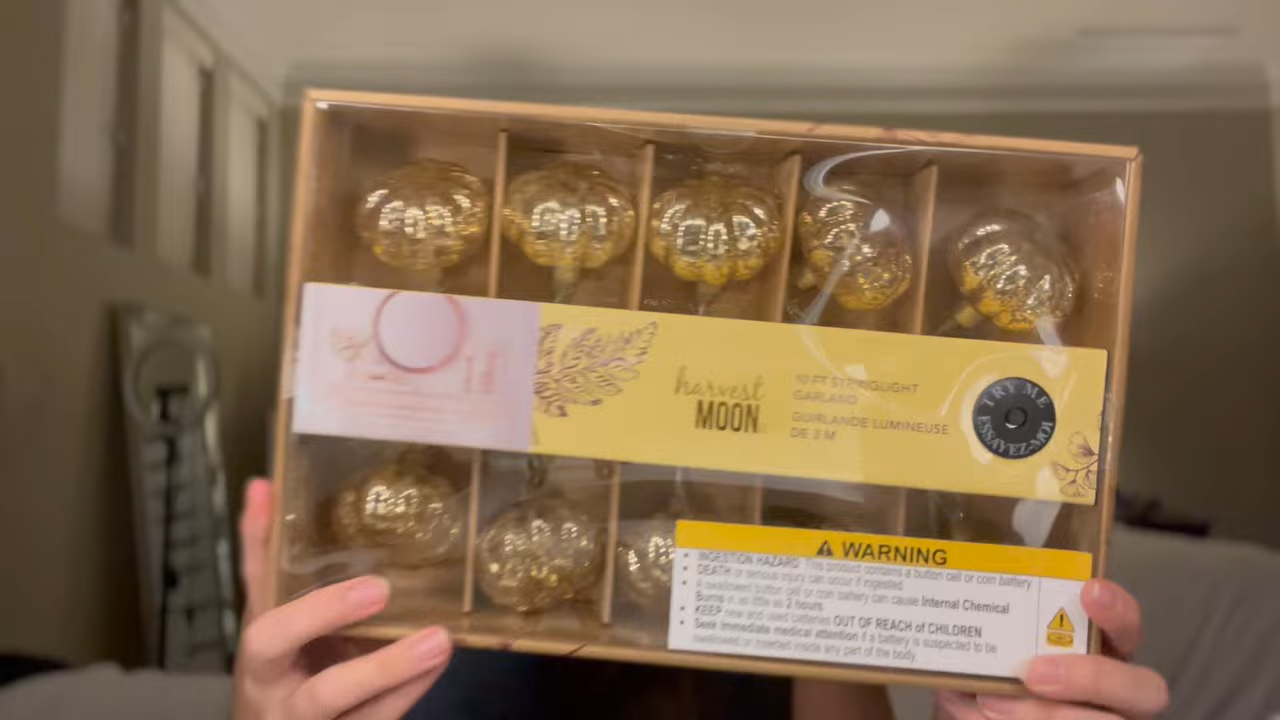 harvest
MOON
10 FT STRINGLIGHT
GARLAND
GUIRLANDE LUMINEUSE
DE 3 M
TRY ME
ESSAYEZ-MOI
WARNING
• INGESTION HAZARD: This product contains a button cell or coin battery.
• DEATH or serious injury can occur if ingested.
• A swallowed button cell or coin battery can cause Internal Chemical
Burns in as little as 2 hours.
• KEEP new and used batteries OUT OF REACH of CHILDREN
• Seek immediate medical attention if a battery is suspected to be
swallowed or inserted inside any part of the body.